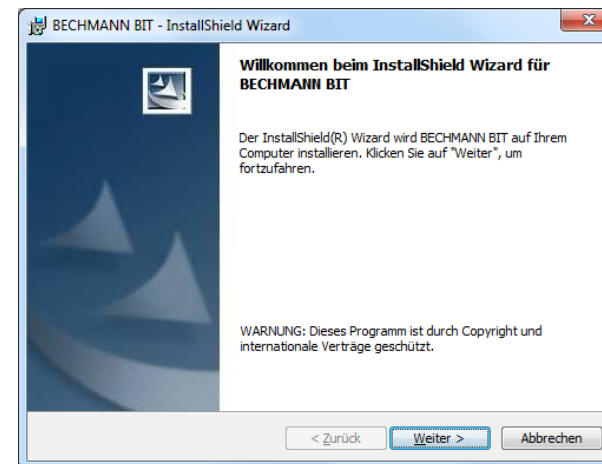 BECHMANN BIT - InstallShield Wizard
Willkommen beim InstallShield Wizard für
BECHMANN BIT
Der InstallShield(R) Wizard wird BECHMANN BIT auf Ihrem
Computer installieren. Klicken Sie auf "Weiter", um
fortzufahren.
WARNUNG: Dieses Programm ist durch Copyright und
internationale Verträge geschützt.
< Zurück Weiter > Abbrechen